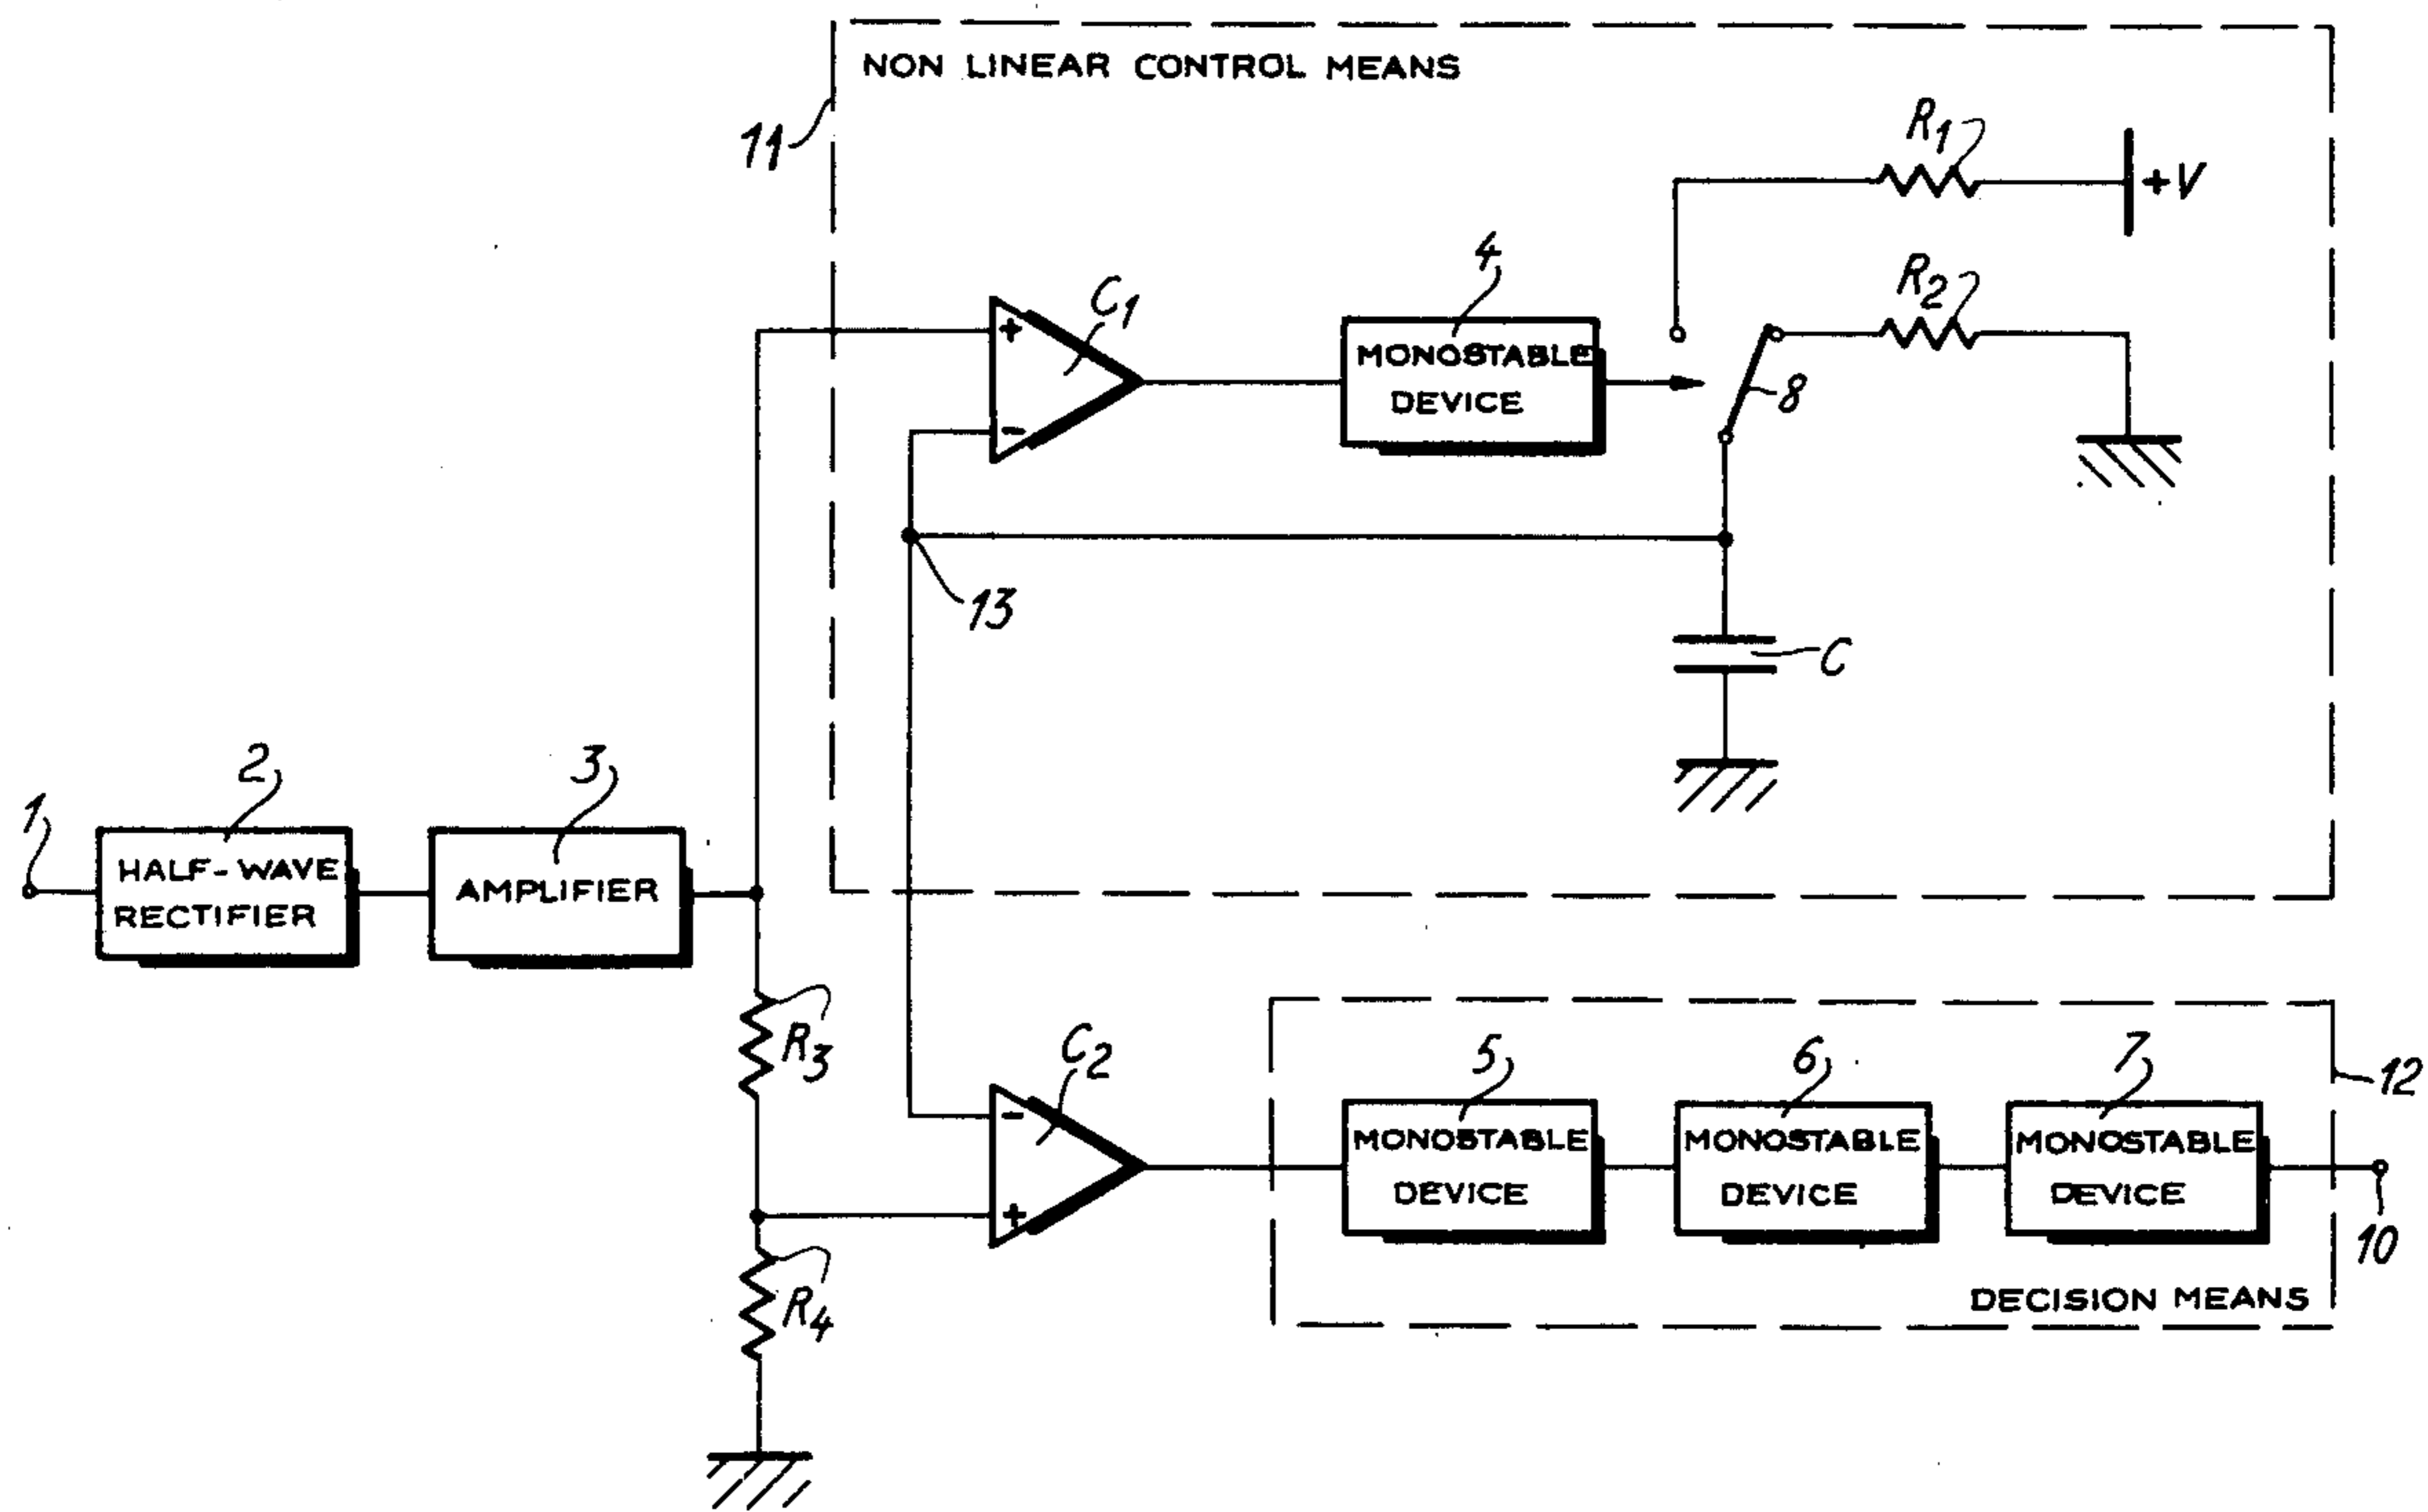 NON LINEAR CONTROL MEANS
11
R1
+V
4
R2
C1
+
MONOSTABLE
DEVICE
8
-
13
C
2
3
1
HALF-WAVE
RECTIFIER
AMPLIFIER
R3
C2
5
6
7
12
-
MONOSTABLE
DEVICE
MONOSTABLE
DEVICE
MONOSTABLE
DEVICE
+
10
R4
DECISION MEANS